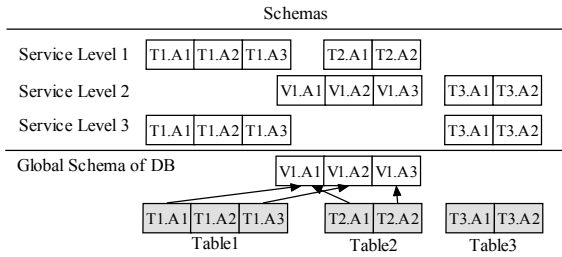 Schemas
Service Level 1 T1.A1 T1.A2 T1.A3 T2.A1 T2.A2
Service Level 2 V1.A1 V1.A2 V1.A3 T3.A1 T3.A2
Service Level 3 T1.A1 T1.A2 T1.A3 T3.A1 T3.A2
Global Schema of DB V1.A1 V1.A2 V1.A3
T1.A1 T1.A2 T1.A3 T2.A1 T2.A2 T3.A1 T3.A2
Table1 Table2 Table3